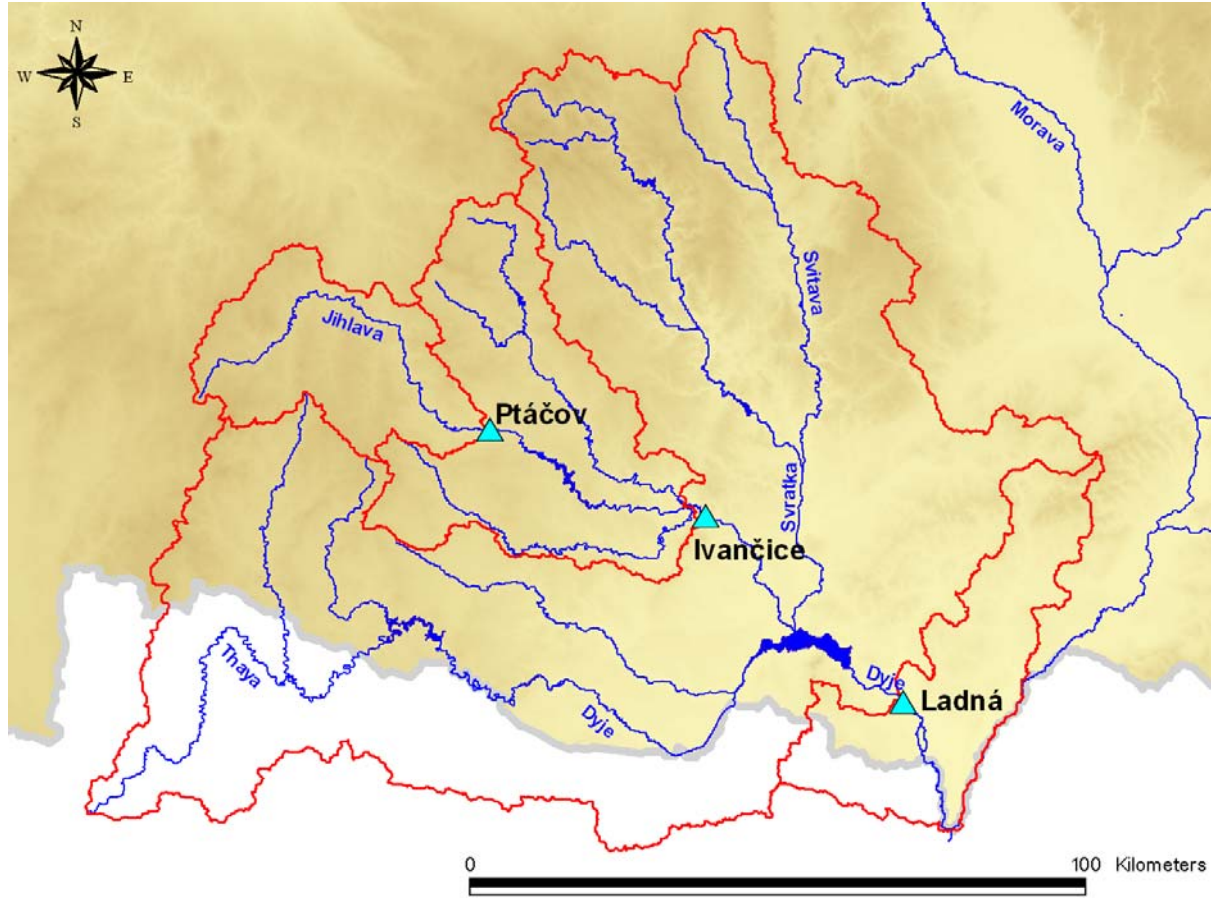 N
W E
S
Morava
Svitava
Jihlava
Ptáčov
Svratka
Ivančice
Thaya
Dyje
Dyje
Ladná
0 100 Kilometers